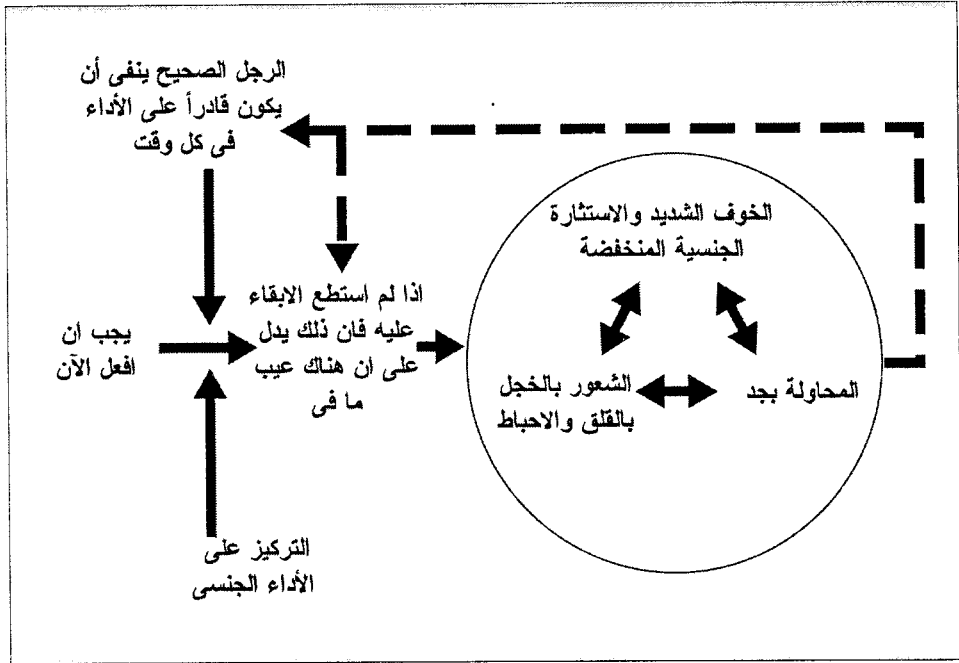 الرجل الصحيح ينفى أن
يكون قادراً على الأداء
فى كل وقت
الخوف الشديد والاستثارة
الجنسية المنخفضة
اذا لم استطع الابقاء
عليه فان ذلك يدل
على ان هناك عيب
ما فى
يجب ان
افعل الآن
الشعور بالخجل
بالقلق والاحباط
المحاولة بجد
التركيز على
الأداء الجنسى